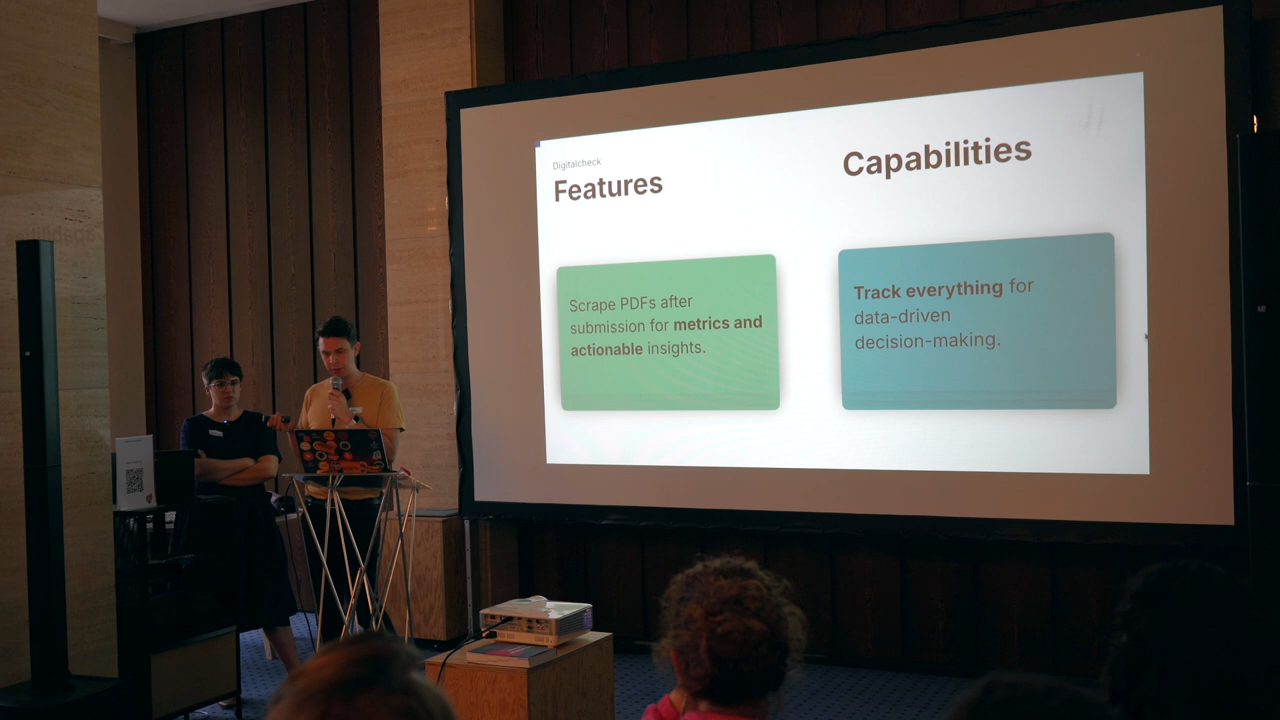 Digitalcheck
Features
Scrape PDFs after
submission for metrics and
actionable insights.
Capabilities
Track everything for
data-driven
decision-making.